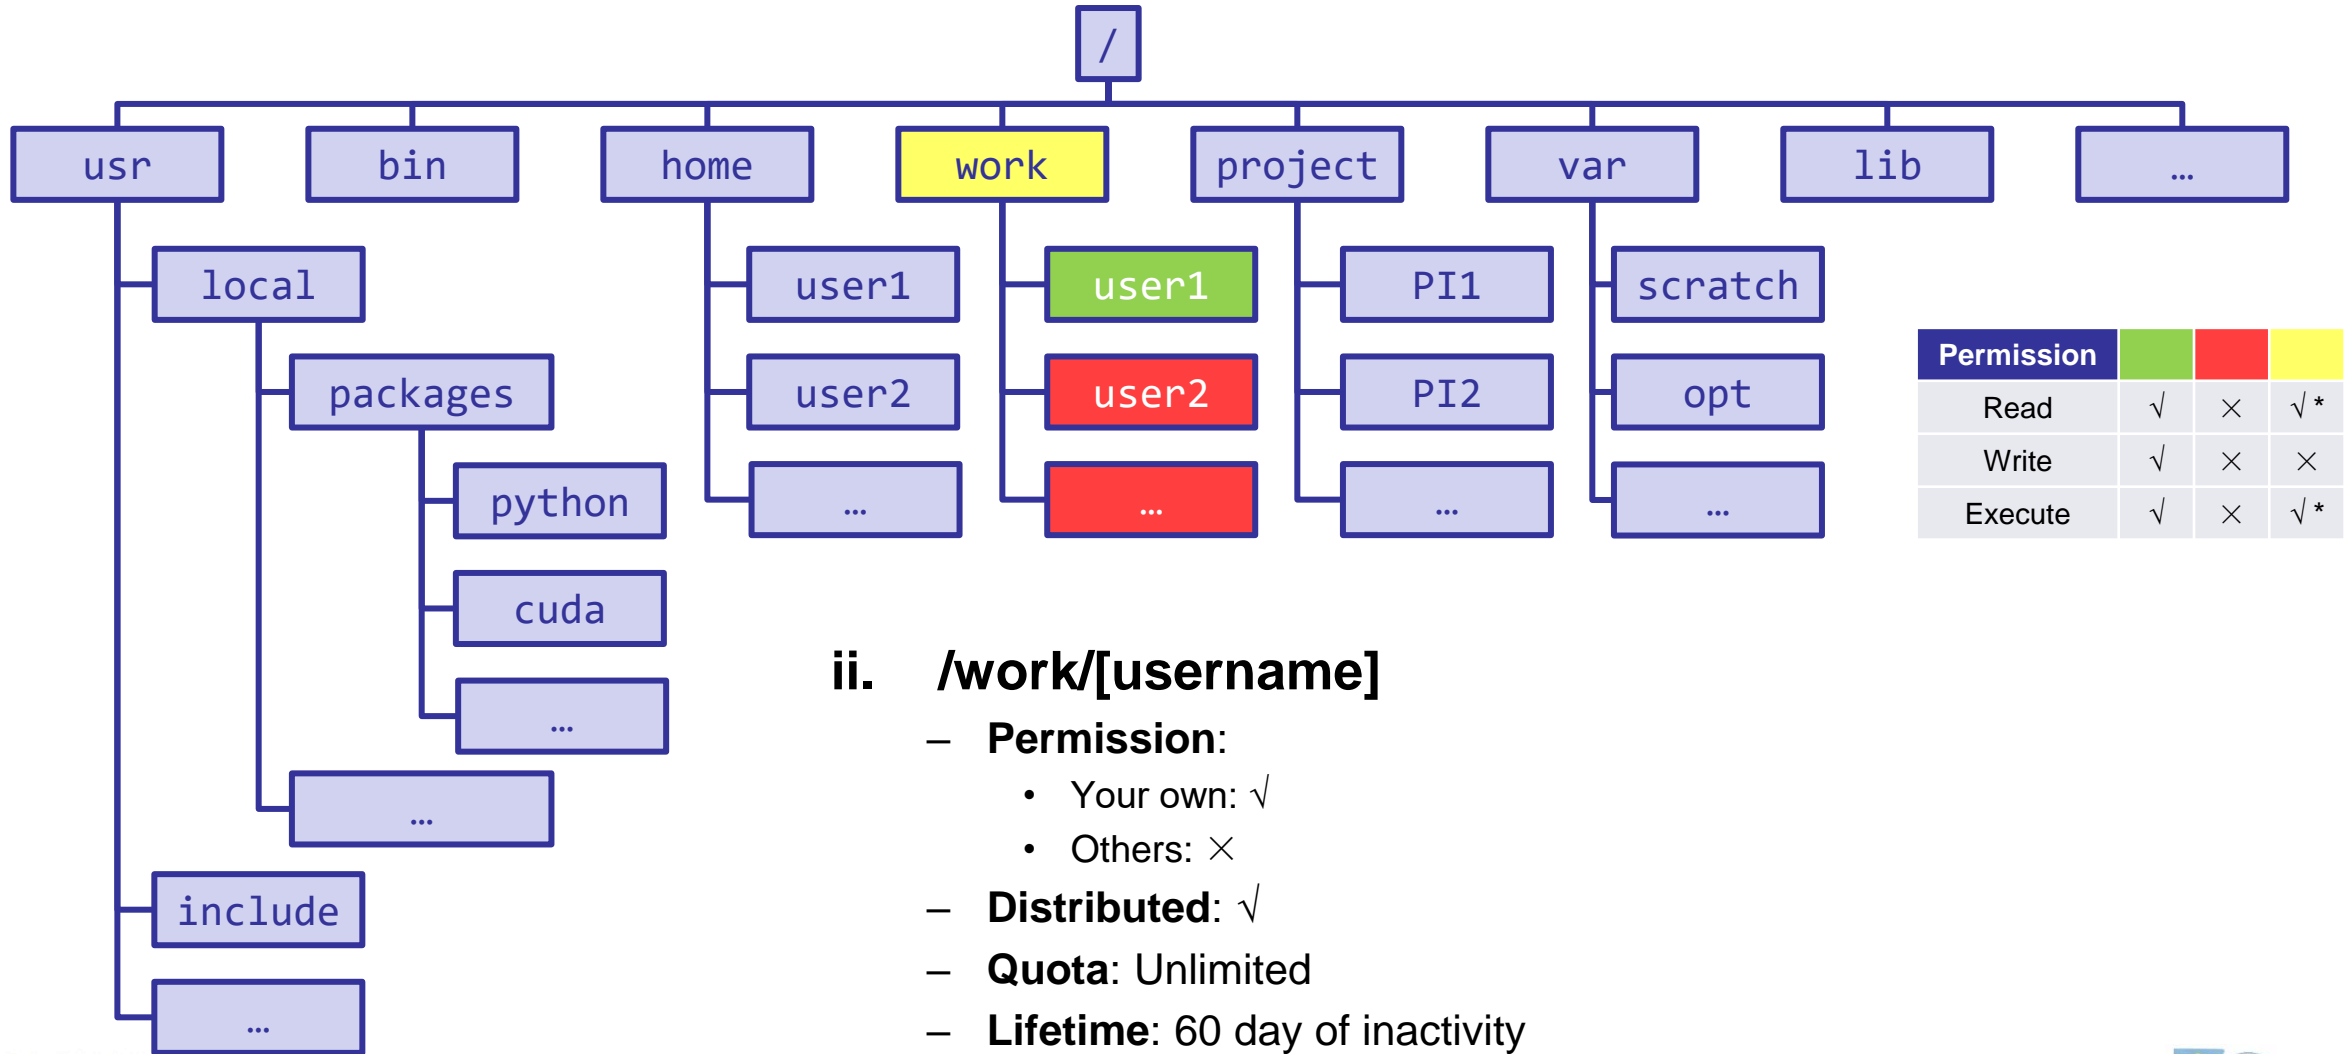 /
usr bin home work project var lib …
local user1 user1 PI1 scratch
packages user2 user2 PI2 opt
python … … … …
cuda
…
…
include
…
Permission
Read √ × √ *
Write √ × ×
Execute √ × √ *
ii. /work/[username]
– Permission:
• Your own: √
• Others: ×
– Distributed: √
– Quota: Unlimited
– Lifetime: 60 day of inactivity